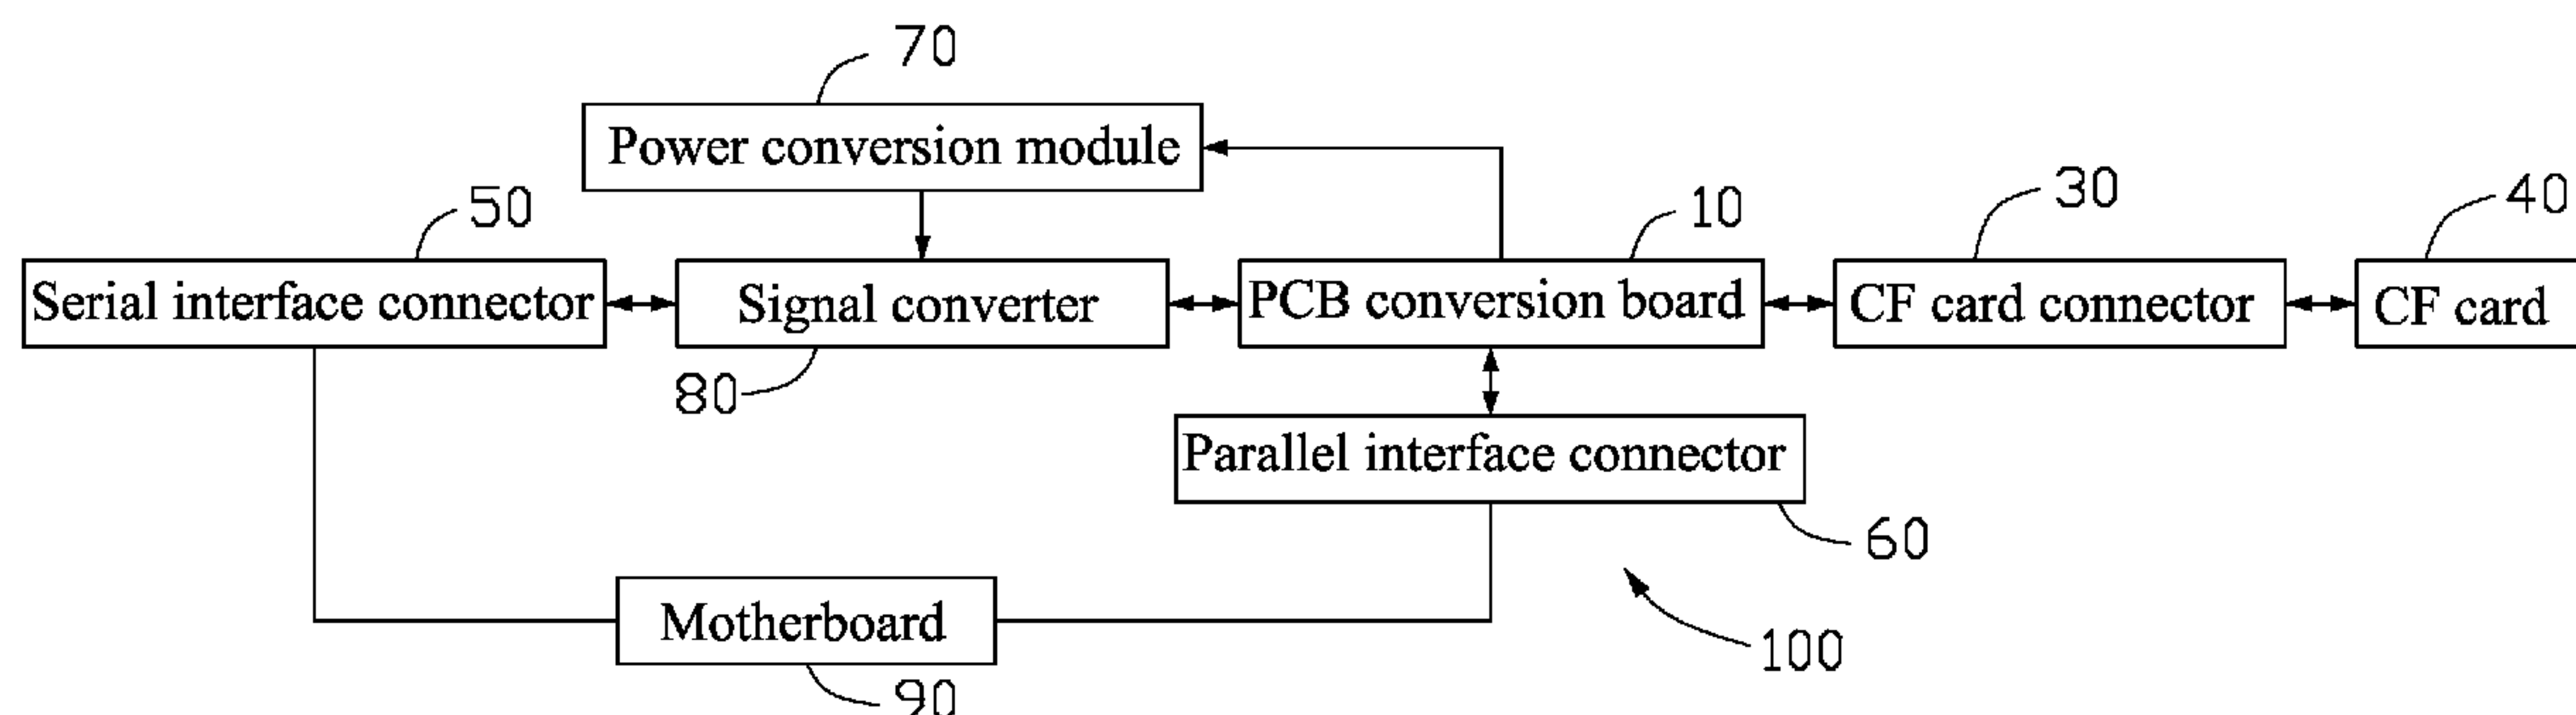 70
Power conversion module
50
10
30
40
Serial interface connector
Signal converter
PCB conversion board
CF card connector
CF card
80
Parallel interface connector
60
Motherboard
100
90